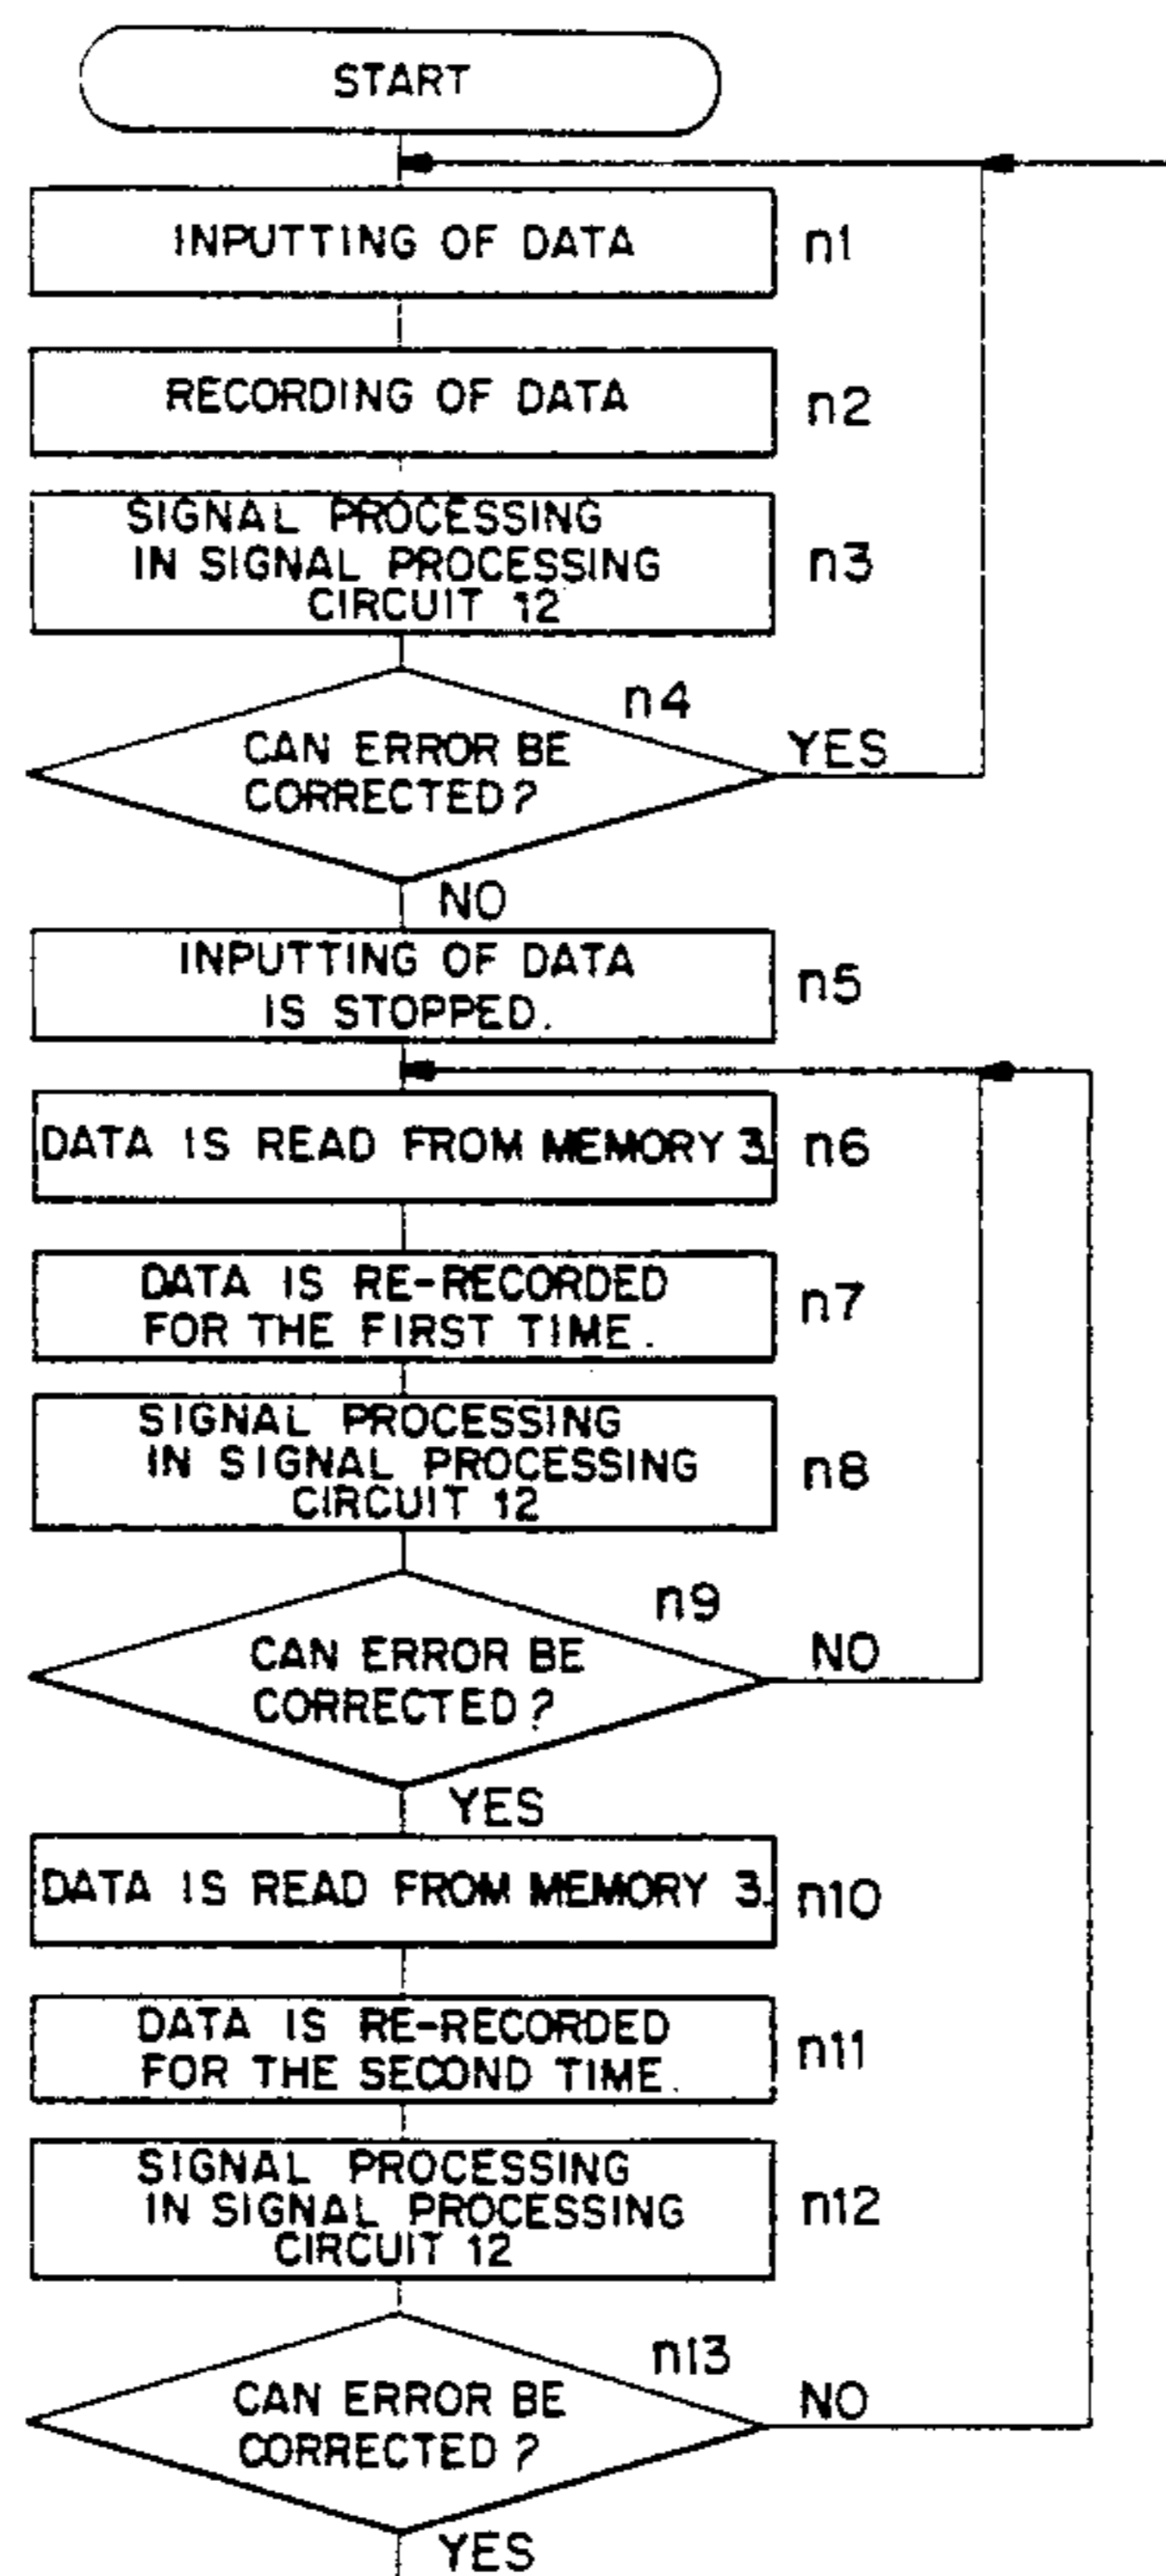 START
INPUTTING OF DATA
n1
RECORDING OF DATA
n2
SIGNAL PROCESSING
IN SIGNAL PROCESSING
CIRCUIT 12
n3
n4
CAN ERROR BE
CORRECTED?
YES
NO
INPUTTING OF DATA
IS STOPPED.
n5
DATA IS READ FROM MEMORY 3.
n6
DATA IS RE-RECORDED
FOR THE FIRST TIME.
n7
SIGNAL PROCESSING
IN SIGNAL PROCESSING
CIRCUIT 12
n8
n9
CAN ERROR BE
CORRECTED?
NO
YES
DATA IS READ FROM MEMORY 3.
n10
DATA IS RE-RECORDED
FOR THE SECOND TIME.
n11
SIGNAL PROCESSING
IN SIGNAL PROCESSING
CIRCUIT 12
n12
n13
CAN ERROR BE
CORRECTED?
NO
YES